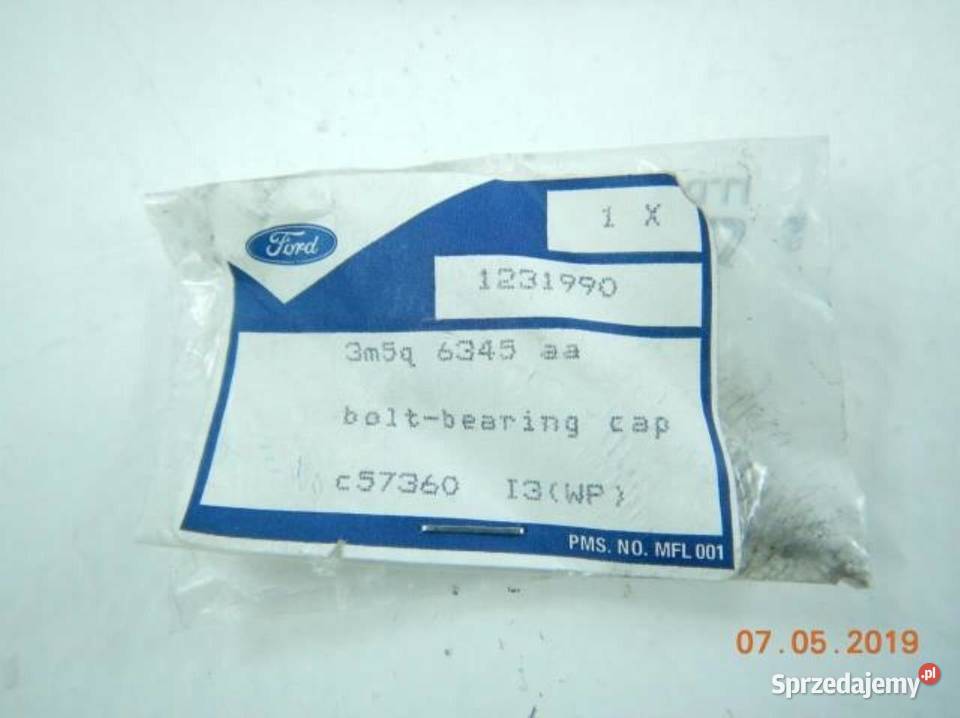 Ford
1 X
1231990
3m5q 6345 aa
bolt-bearing cap
c57360 I3(WP)
PMS. NO. MFL 001
07.05.2019
Sprzedajemy.pl